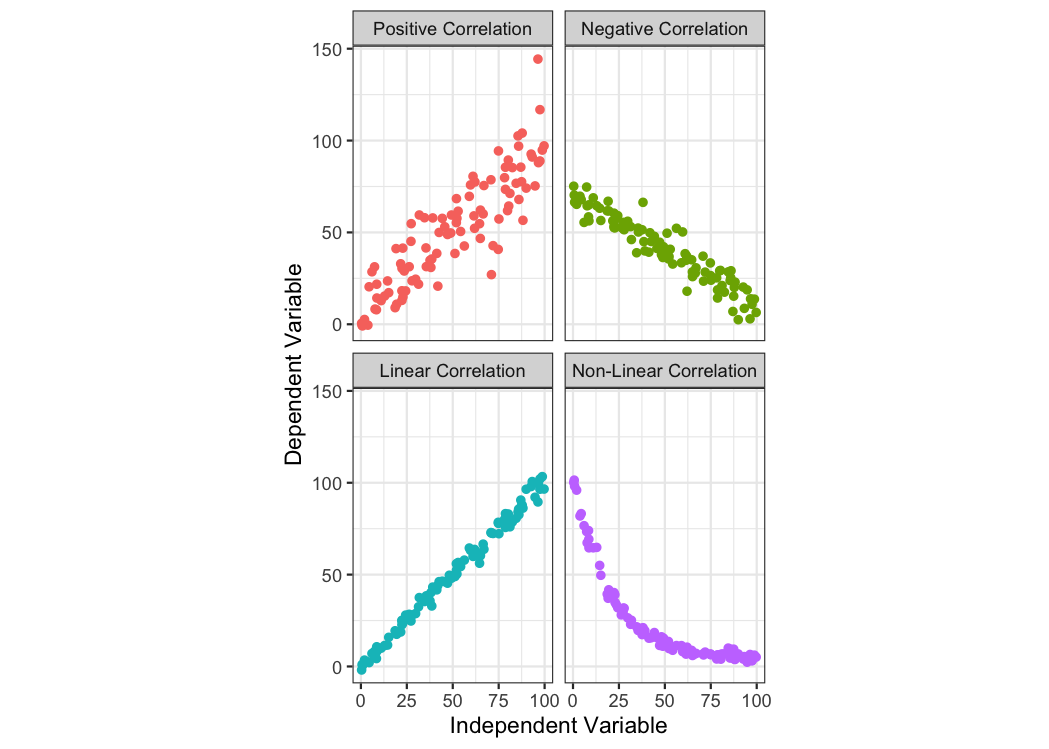 Positive Correlation
Negative Correlation
150
100
50
0
Dependent Variable
Linear Correlation
Non-Linear Correlation
150
100
50
0
0 25 50 75 100
0 25 50 75 100
Independent Variable